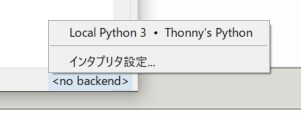 Local Python 3 • Thonny's Python
インタプリタ設定...
<no backend>